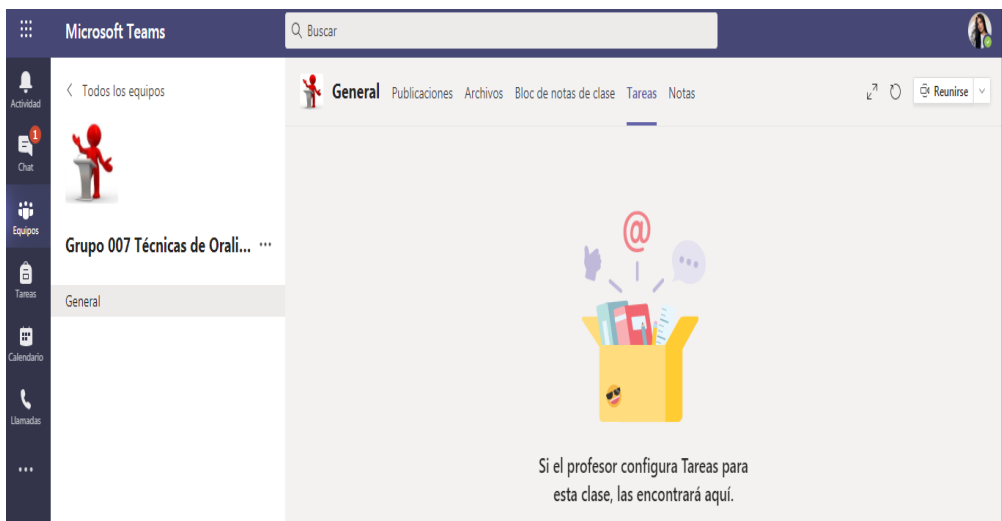 Microsoft Teams
Buscar
Actividad
Todos los equipos
General Publicaciones Archivos Bloc de notas de clase Tareas Notas
Reunirse
1
Chat
Equipos
Grupo 007 Técnicas de Orali... ...
Tareas
General
Calendario
Llamadas
@
Si el profesor configura Tareas para
esta clase, las encontrará aquí.